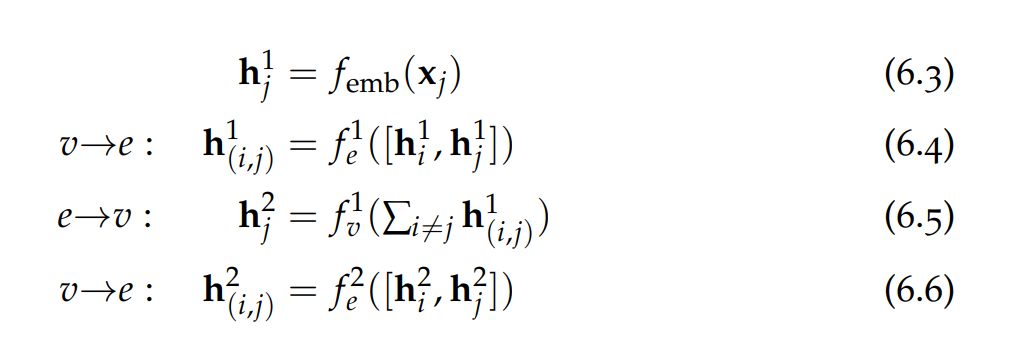 𝐡_j^1 = f_emb(𝐱_j) (6.3)
v→e : 𝐡_(i,j)^1 = f_e^1([𝐡_i^1, 𝐡_j^1]) (6.4)
e→v : 𝐡_j^2 = f_v^1(∑_{i≠j} 𝐡_(i,j)^1) (6.5)
v→e : 𝐡_(i,j)^2 = f_e^2([𝐡_i^2, 𝐡_j^2]) (6.6)